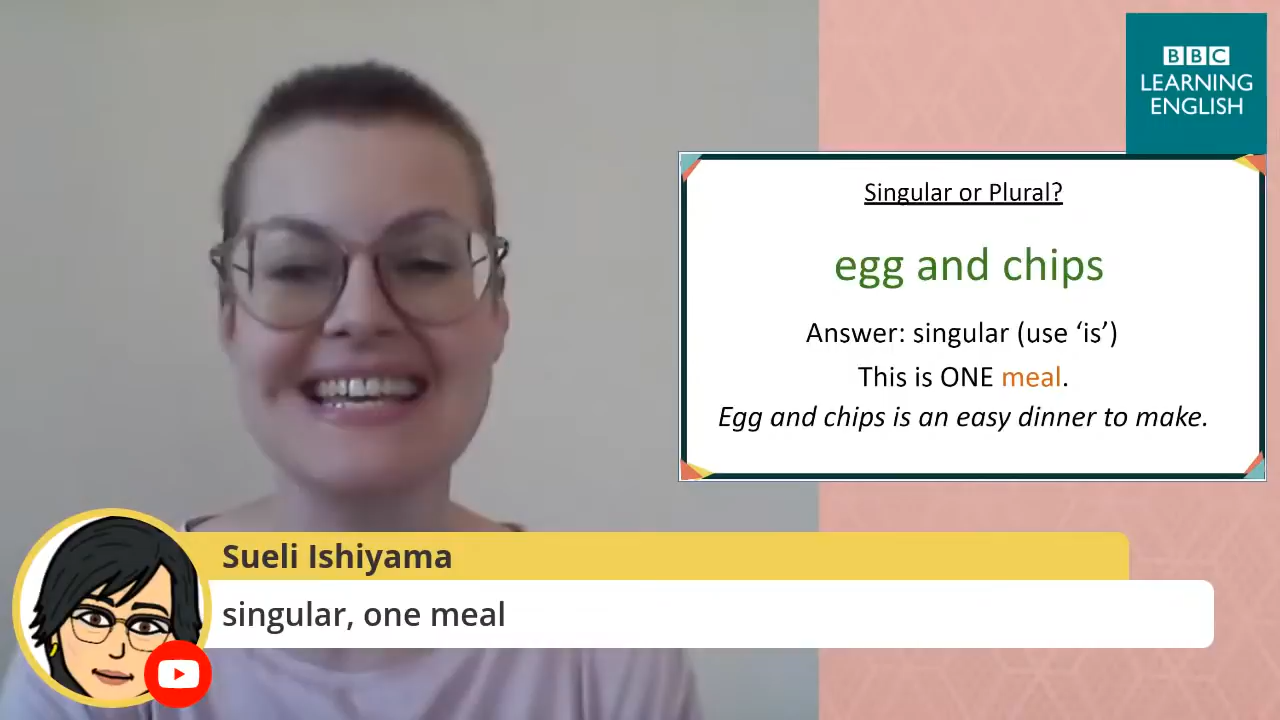 BBC
LEARNING
ENGLISH
Singular or Plural?
egg and chips
Answer: singular (use ‘is’)
This is ONE meal.
Egg and chips is an easy dinner to make.
Sueli Ishiyama
singular, one meal